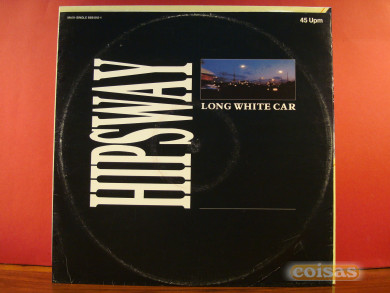 45 Upm
HIPSWAY
LONG WHITE CAR
coisas